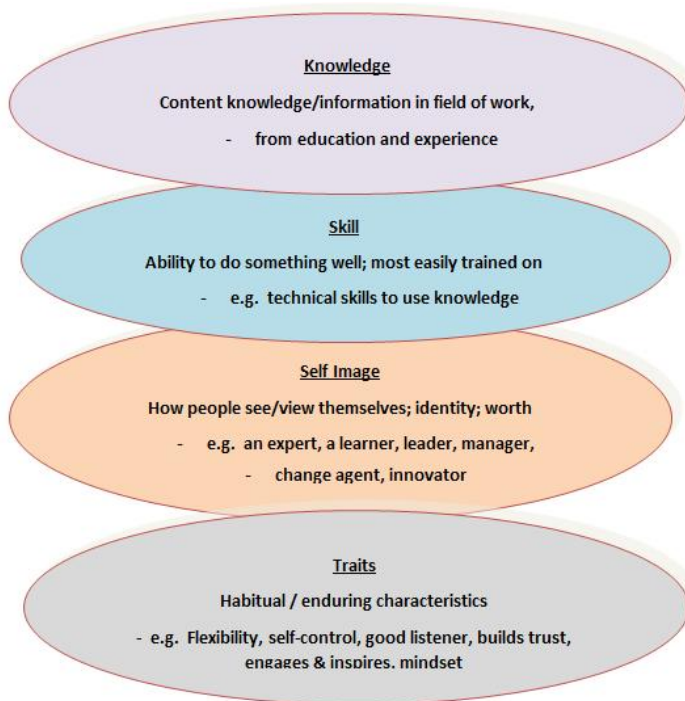 Knowledge
Content knowledge/information in field of work,
- from education and experience
Skill
Ability to do something well; most easily trained on
- e.g. technical skills to use knowledge
Self Image
How people see/view themselves; identity; worth
- e.g. an expert, a learner, leader, manager,
- change agent, innovator
Traits
Habitual / enduring characteristics
- e.g. Flexibility, self-control, good listener, builds trust,
engages & inspires, mindset